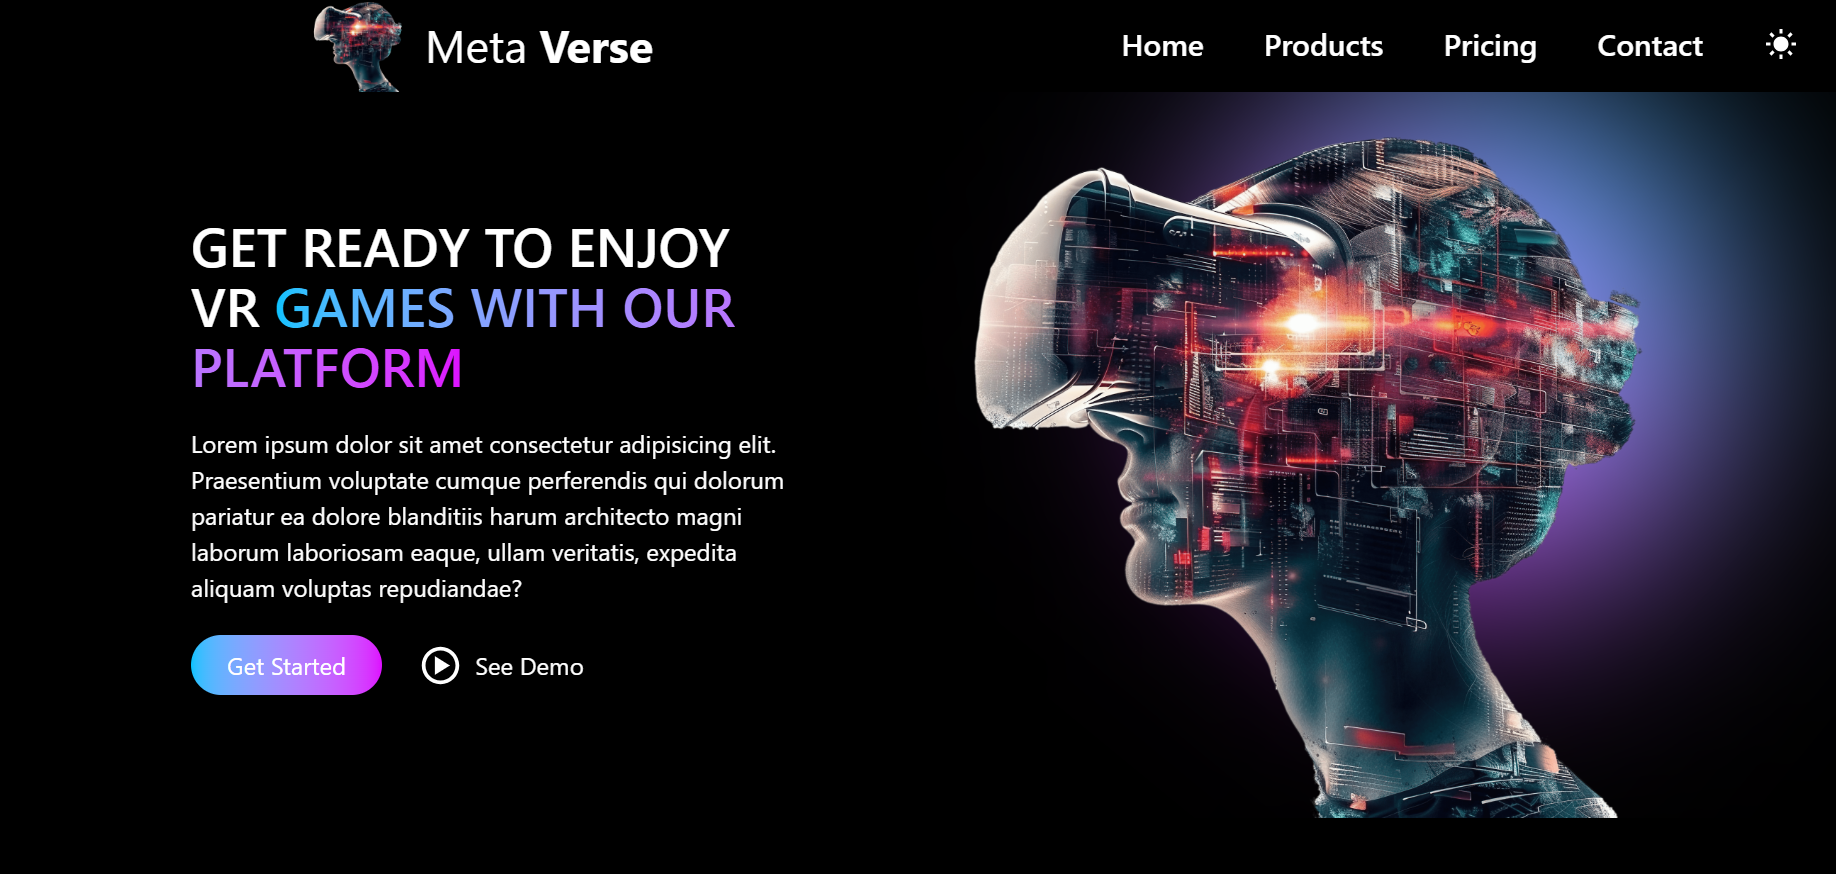 Meta Verse
Home Products Pricing Contact
GET READY TO ENJOY
VR GAMES WITH OUR
PLATFORM
Lorem ipsum dolor sit amet consectetur adipisicing elit.
Praesentium voluptate cumque perferendis qui dolorum
pariatur ea dolore blanditiis harum architecto magni
laborum laboriosam eaque, ullam veritatis, expedita
aliquam voluptas repudiandae?
Get Started
See Demo